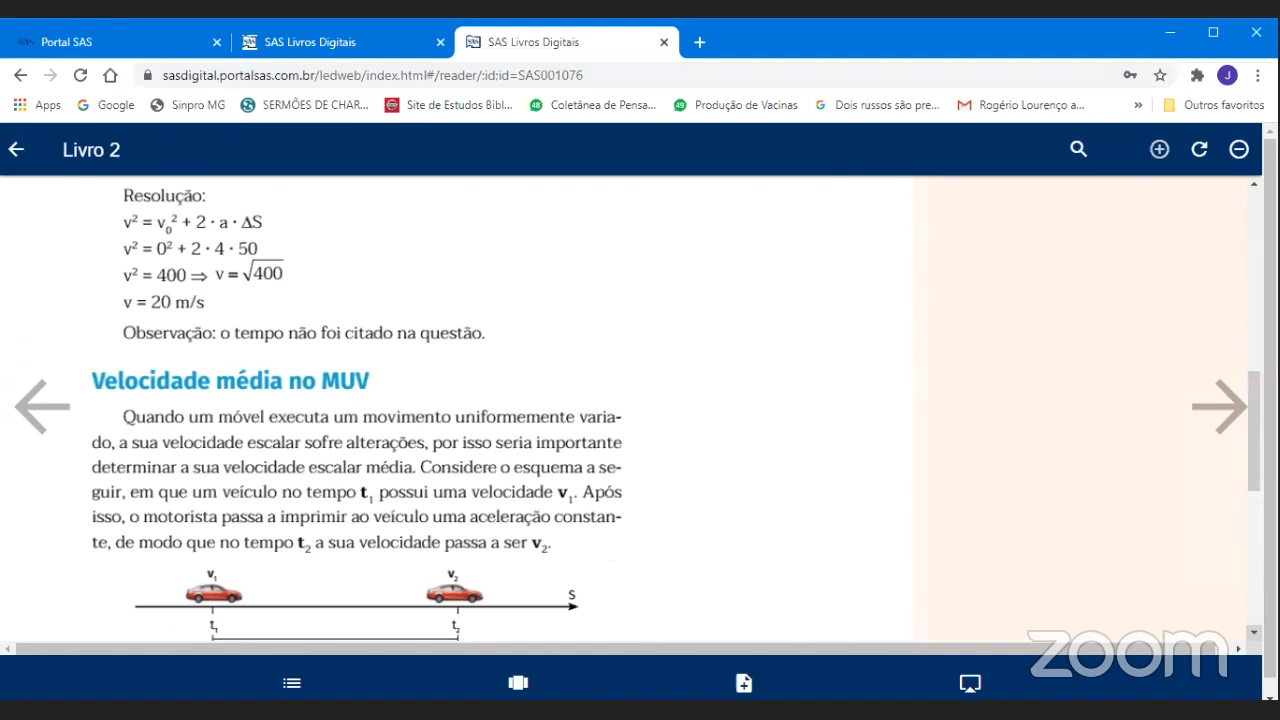 Portal SAS
SAS Livros Digitais
SAS Livros Digitais
sasdigital.portalsas.com.br/ledweb/index.html#/reader/:id:id=SAS001076
J
Apps
Google
Sinpro MG
SERMÕES DE CHAR...
Site de Estudos Bibl...
48 Coletânea de Pensa...
49 Produção de Vacinas
Dois russos são pre...
Rogério Lourenço a...
»
Outros favoritos
Livro 2
Resolução:
v² = v₀² + 2 · a · ΔS
v² = 0² + 2 · 4 · 50
v² = 400 ⇒ v = √400
v = 20 m/s
Observação: o tempo não foi citado na questão.
Velocidade média no MUV
Quando um móvel executa um movimento uniformemente varia-
do, a sua velocidade escalar sofre alterações, por isso seria importante
determinar a sua velocidade escalar média. Considere o esquema a se-
guir, em que um veículo no tempo t₁ possui uma velocidade v₁. Após
isso, o motorista passa a imprimir ao veículo uma aceleração constan-
te, de modo que no tempo t₂ a sua velocidade passa a ser v₂.
v₁ v₂
S
t₁ t₂
zoom